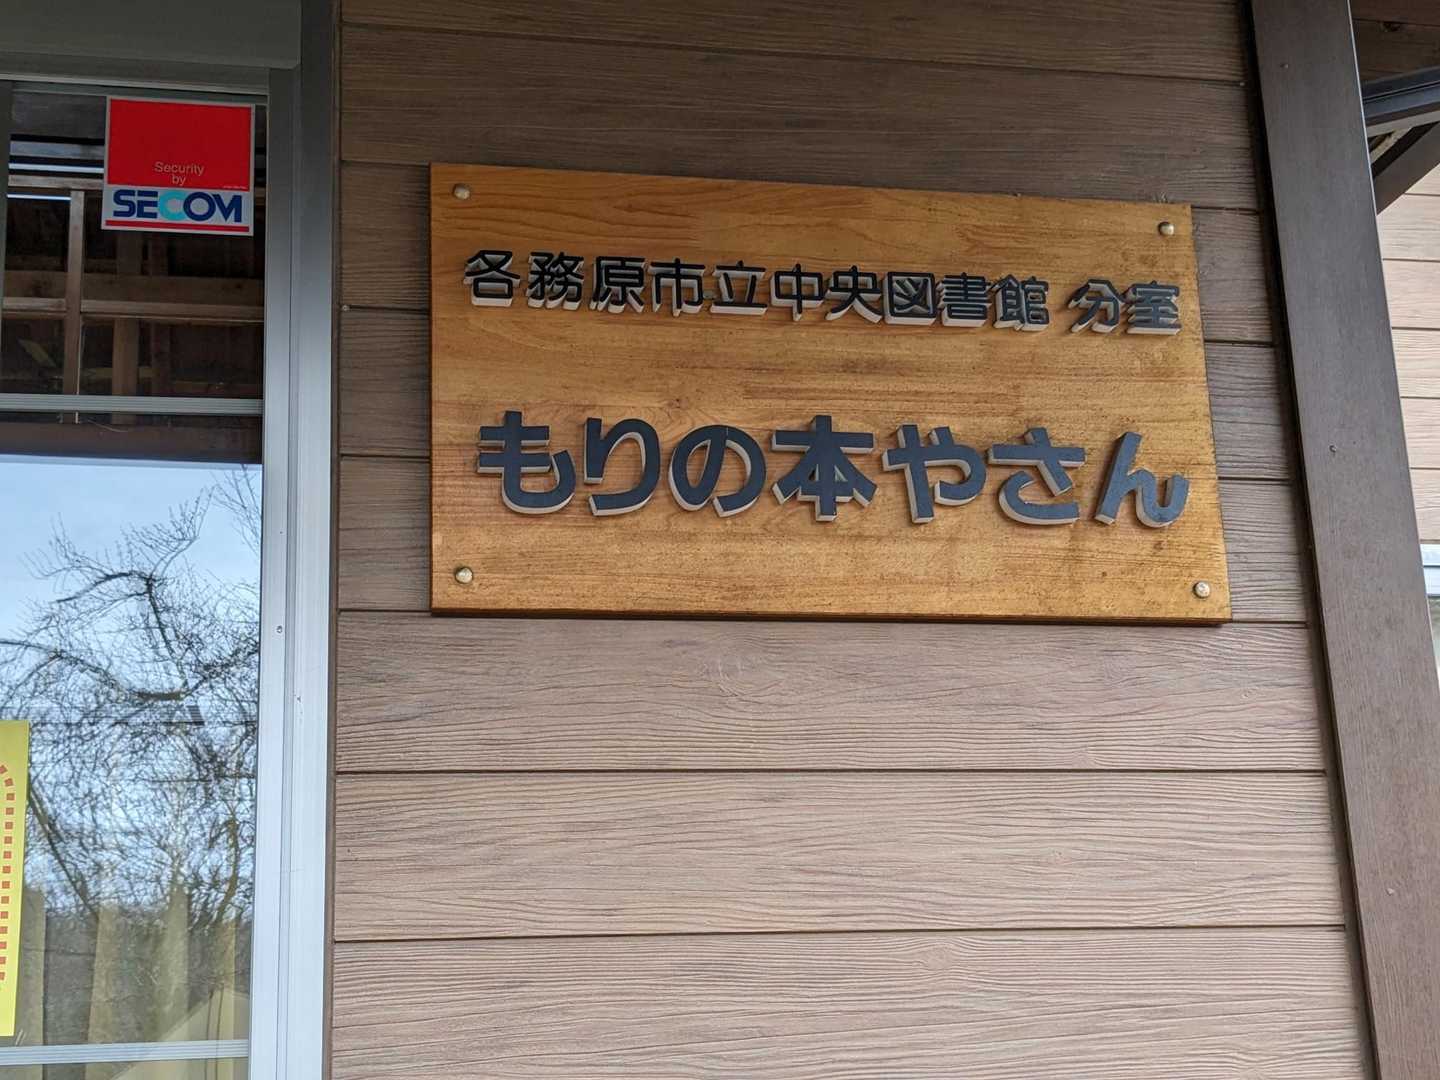 Security
by
SECOM
各務原市立中央図書館 分室
もりの本やさん